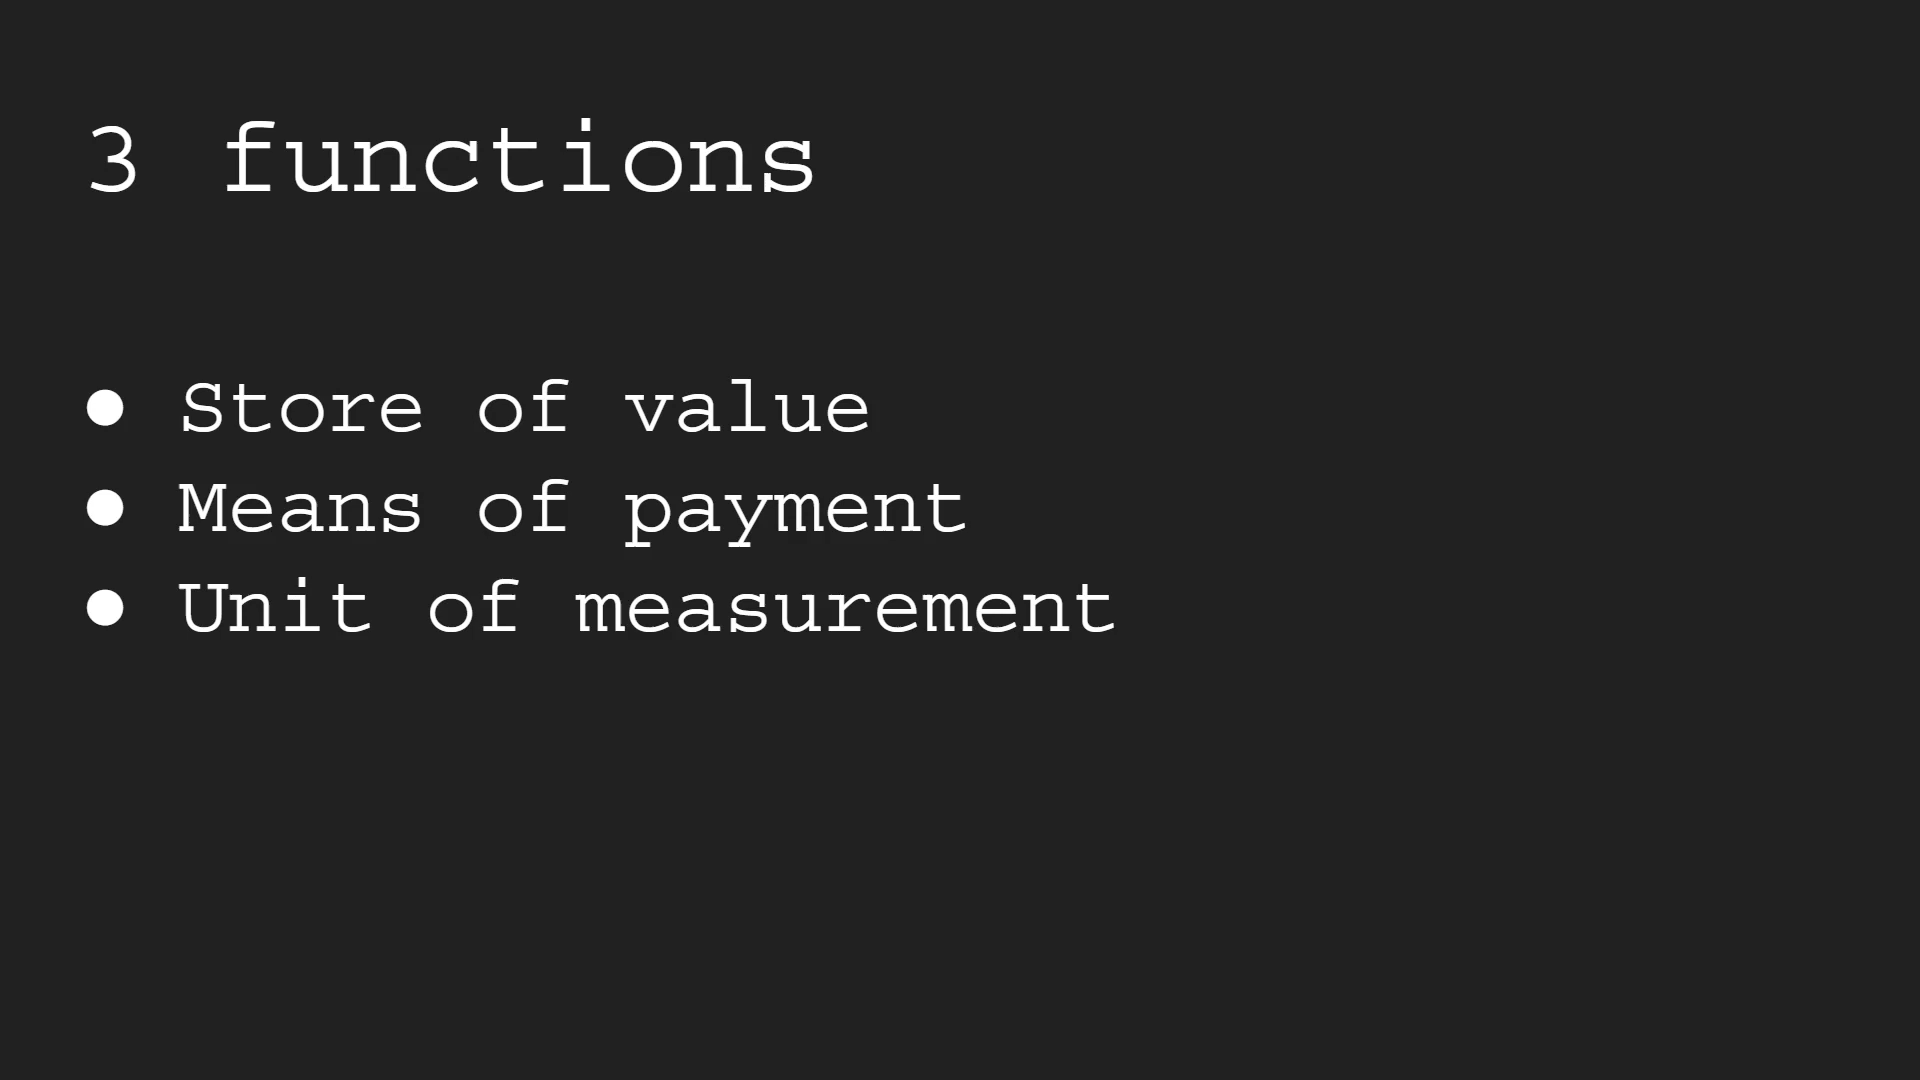 3 functions
● Store of value
● Means of payment
● Unit of measurement